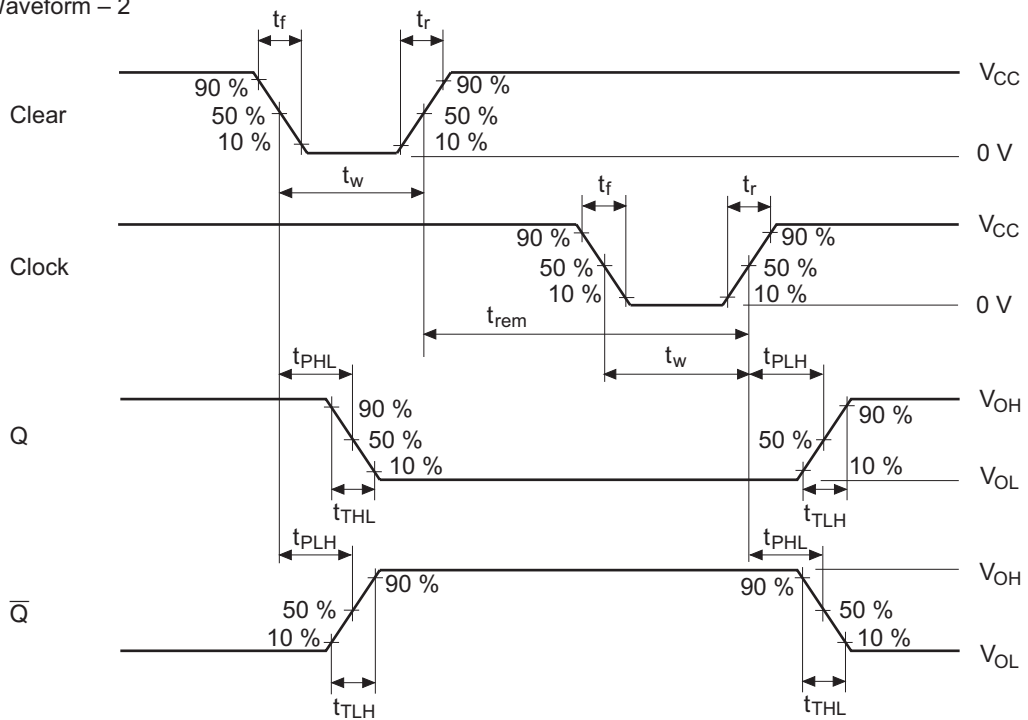 Waveform – 2
tf
tr
VCC
90 %
90 %
Clear
50 %
50 %
10 %
10 %
0 V
tw
tf
tr
VCC
90 %
90 %
Clock
50 %
50 %
10 %
10 %
0 V
trem
tPHL
tw
tPLH
VOH
90 %
90 %
Q
50 %
50 %
10 %
10 %
VOL
tTHL
tTLH
tPLH
tPHL
VOH
90 %
90 %
Q̅
50 %
50 %
10 %
10 %
VOL
tTLH
tTHL